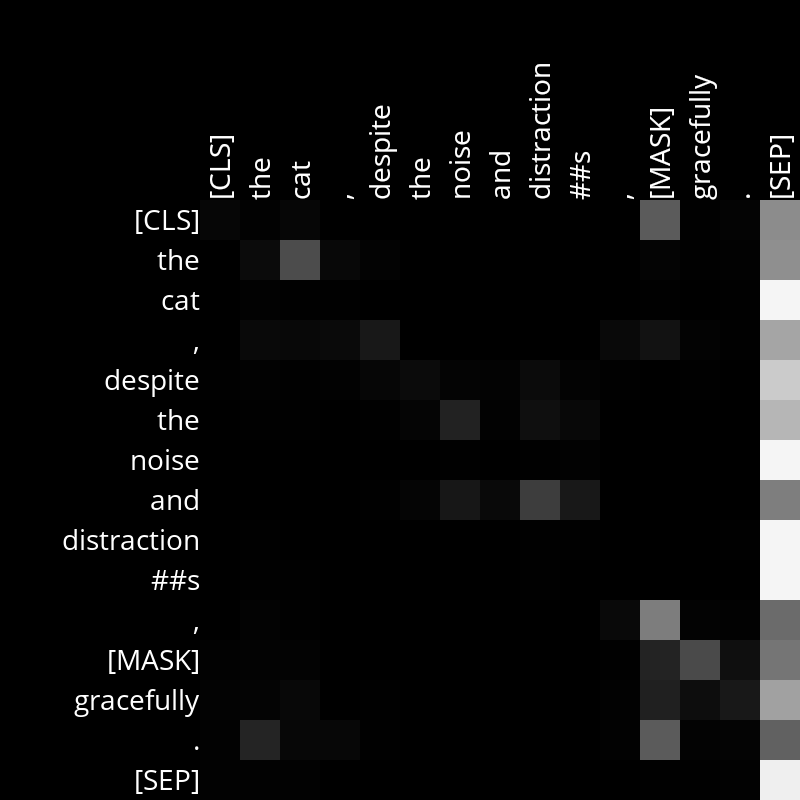 [CLS]
the
cat
,
despite
the
noise
and
distraction
##s
,
[MASK]
gracefully
.
[SEP]
[CLS]
the
cat
,
despite
the
noise
and
distraction
##s
,
[MASK]
gracefully
.
[SEP]